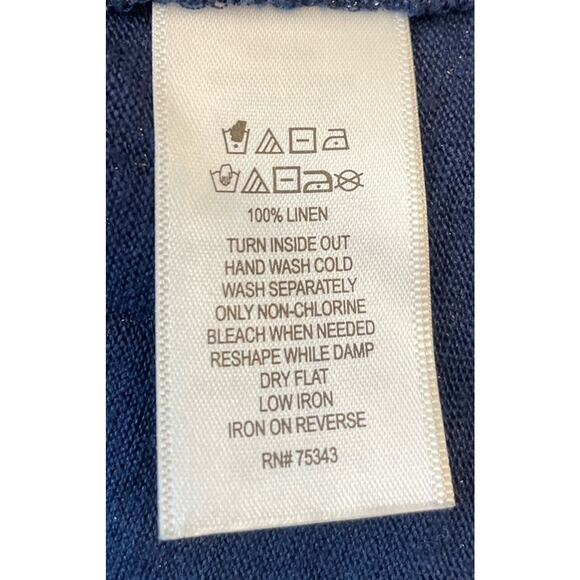 100% LINEN
TURN INSIDE OUT
HAND WASH COLD
WASH SEPARATELY
ONLY NON-CHLORINE
BLEACH WHEN NEEDED
RESHAPE WHILE DAMP
DRY FLAT
LOW IRON
IRON ON REVERSE
RN# 75343